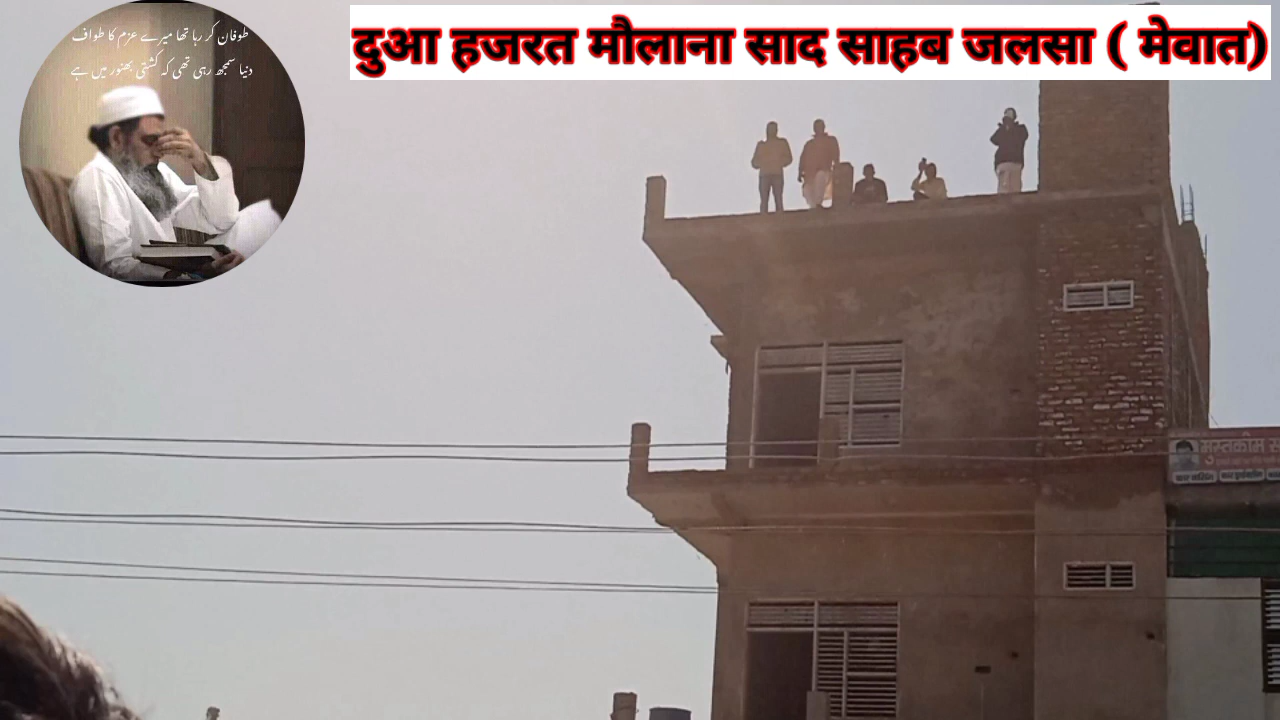 طوفان کر رہا تھا میرے عزم کا طواف
دنیا سمجھ رہی تھی کہ کشتی بھنور میں ہے
दुआ हजरत मौलाना साद साहब जलसा ( मेवात)
मुस्तकीम